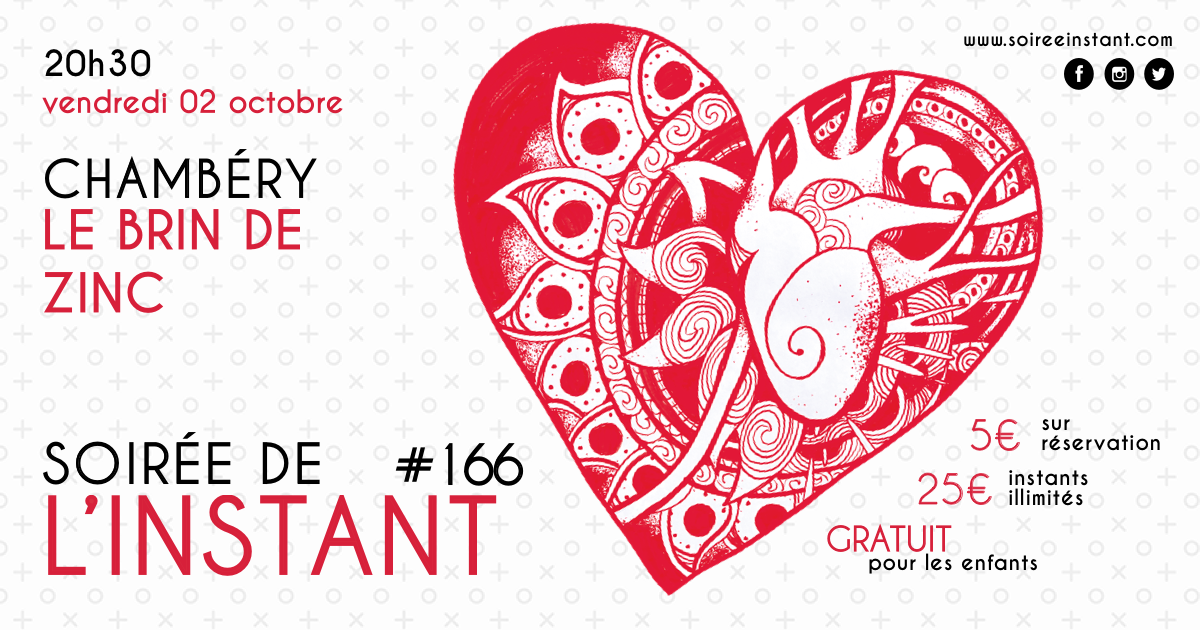 20h30
vendredi 02 octobre
CHAMBÉRY
LE BRIN DE
ZINC
SOIRÉE DE #166
L'INSTANT
www.soireeinstant.com
5€ sur
réservation
25€ instants
illimités
GRATUIT
pour les enfants